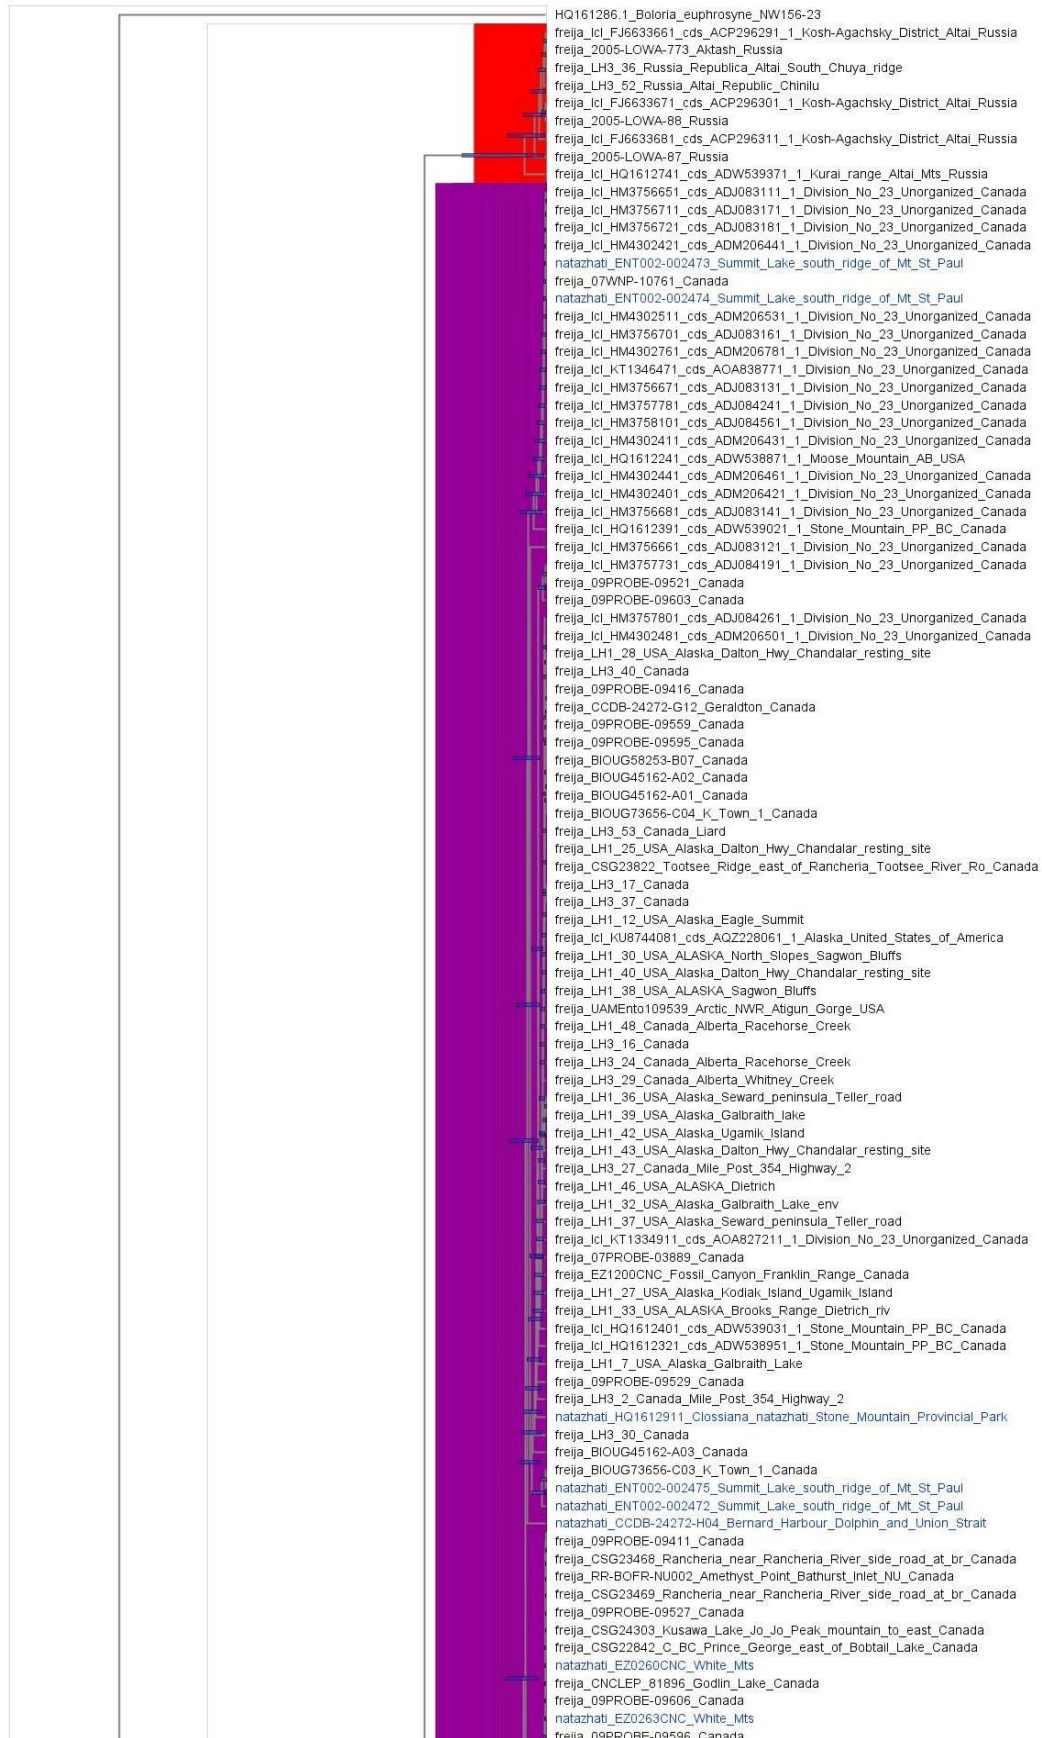 HQ161286.1_Boloria_euphrosyne_NW156-23
freija_lcl_FJ6633661_cds_ACP296291_1_Kosh-Agachsky_District_Altai_Russia
freija_2005-LOWA-773_Aktash_Russia
freija_LH3_36_Russia_Republica_Altai_South_Chuya_ridge
freija_LH3_52_Russia_Altai_Republic_Chinilu
freija_lcl_FJ6633671_cds_ACP296301_1_Kosh-Agachsky_District_Altai_Russia
freija_2005-LOWA-88_Russia
freija_lcl_FJ6633681_cds_ACP296311_1_Kosh-Agachsky_District_Altai_Russia
freija_2005-LOWA-87_Russia
freija_lcl_HQ1612741_cds_ADW539371_1_Kurai_range_Altai_Mts_Russia
freija_lcl_HM3756651_cds_ADJ083111_1_Division_No_23_Unorganized_Canada
freija_lcl_HM3756711_cds_ADJ083171_1_Division_No_23_Unorganized_Canada
freija_lcl_HM3756721_cds_ADJ083181_1_Division_No_23_Unorganized_Canada
freija_lcl_HM4302421_cds_ADM206441_1_Division_No_23_Unorganized_Canada
natazhati_ENT002-002473_Summit_Lake_south_ridge_of_Mt_St_Paul
freija_07WNP-10761_Canada
natazhati_ENT002-002474_Summit_Lake_south_ridge_of_Mt_St_Paul
freija_lcl_HM4302511_cds_ADM206531_1_Division_No_23_Unorganized_Canada
freija_lcl_HM3756701_cds_ADJ083161_1_Division_No_23_Unorganized_Canada
freija_lcl_HM4302761_cds_ADM206781_1_Division_No_23_Unorganized_Canada
freija_lcl_KT1346471_cds_AOA838771_1_Division_No_23_Unorganized_Canada
freija_lcl_HM3756671_cds_ADJ083131_1_Division_No_23_Unorganized_Canada
freija_lcl_HM3757781_cds_ADJ084241_1_Division_No_23_Unorganized_Canada
freija_lcl_HM3758101_cds_ADJ084561_1_Division_No_23_Unorganized_Canada
freija_lcl_HM4302411_cds_ADM206431_1_Division_No_23_Unorganized_Canada
freija_lcl_HQ1612241_cds_ADW538871_1_Moose_Mountain_AB_USA
freija_lcl_HM4302441_cds_ADM206461_1_Division_No_23_Unorganized_Canada
freija_lcl_HM4302401_cds_ADM206421_1_Division_No_23_Unorganized_Canada
freija_lcl_HM3756681_cds_ADJ083141_1_Division_No_23_Unorganized_Canada
freija_lcl_HQ1612391_cds_ADW539021_1_Stone_Mountain_PP_BC_Canada
freija_lcl_HM3756661_cds_ADJ083121_1_Division_No_23_Unorganized_Canada
freija_lcl_HM3757731_cds_ADJ084191_1_Division_No_23_Unorganized_Canada
freija_09PROBE-09521_Canada
freija_09PROBE-09603_Canada
freija_lcl_HM3757801_cds_ADJ084261_1_Division_No_23_Unorganized_Canada
freija_lcl_HM4302481_cds_ADM206501_1_Division_No_23_Unorganized_Canada
freija_LH1_28_USA_Alaska_Dalton_Hwy_Chandalar_resting_site
freija_LH3_40_Canada
freija_09PROBE-09416_Canada
freija_CCDB-24272-G12_Geraldton_Canada
freija_09PROBE-09559_Canada
freija_09PROBE-09595_Canada
freija_BIOUG58253-B07_Canada
freija_BIOUG45162-A02_Canada
freija_BIOUG45162-A01_Canada
freija_BIOUG73656-C04_K_Town_1_Canada
freija_LH3_53_Canada_Liard
freija_LH1_25_USA_Alaska_Dalton_Hwy_Chandalar_resting_site
freija_CSG23822_Tootsee_Ridge_east_of_Rancheria_Tootsee_River_Ro_Canada
freija_LH3_17_Canada
freija_LH3_37_Canada
freija_LH1_12_USA_Alaska_Eagle_Summit
freija_lcl_KU8744081_cds_AQZ228061_1_Alaska_United_States_of_America
freija_LH1_30_USA_ALASKA_North_Slopes_Sagwon_Bluffs
freija_LH1_40_USA_Alaska_Dalton_Hwy_Chandalar_resting_site
freija_LH1_38_USA_ALASKA_Sagwon_Bluffs
freija_UAMEnto109539_Arctic_NWR_Atigun_Gorge_USA
freija_LH1_48_Canada_Alberta_Racehorse_Creek
freija_LH3_16_Canada
freija_LH3_24_Canada_Alberta_Racehorse_Creek
freija_LH3_29_Canada_Alberta_Whitney_Creek
freija_LH1_36_USA_Alaska_Seward_peninsula_Teller_road
freija_LH1_39_USA_Alaska_Galbraith_lake
freija_LH1_42_USA_Alaska_Ugamik_Island
freija_LH1_43_USA_Alaska_Dalton_Hwy_Chandalar_resting_site
freija_LH3_27_Canada_Mile_Post_354_Highway_2
freija_LH1_46_USA_ALASKA_Dietrich
freija_LH1_32_USA_Alaska_Galbraith_Lake_env
freija_LH1_37_USA_Alaska_Seward_peninsula_Teller_road
freija_lcl_KT1334911_cds_AOA827211_1_Division_No_23_Unorganized_Canada
freija_07PROBE-03889_Canada
freija_EZ1200CNC_Fossil_Canyon_Franklin_Range_Canada
freija_LH1_27_USA_Alaska_Kodiak_Island_Ugamik_Island
freija_LH1_33_USA_ALASKA_Brooks_Range_Dietrich_riv
freija_lcl_HQ1612401_cds_ADW539031_1_Stone_Mountain_PP_BC_Canada
freija_lcl_HQ1612321_cds_ADW538951_1_Stone_Mountain_PP_BC_Canada
freija_LH1_7_USA_Alaska_Galbraith_Lake
freija_09PROBE-09529_Canada
freija_LH3_2_Canada_Mile_Post_354_Highway_2
natazhati_HQ1612911_Clossiana_natazhati_Stone_Mountain_Provincial_Park
freija_LH3_30_Canada
freija_BIOUG45162-A03_Canada
freija_BIOUG73656-C03_K_Town_1_Canada
natazhati_ENT002-002475_Summit_Lake_south_ridge_of_Mt_St_Paul
natazhati_ENT002-002472_Summit_Lake_south_ridge_of_Mt_St_Paul
natazhati_CCDB-24272-H04_Bernard_Harbour_Dolphin_and_Union_Strait
freija_09PROBE-09411_Canada
freija_CSG23468_Rancheria_near_Rancheria_River_side_road_at_br_Canada
freija_RR-BOFR-NU002_Amethyst_Point_Bathurst_Inlet_NU_Canada
freija_CSG23469_Rancheria_near_Rancheria_River_side_road_at_br_Canada
freija_09PROBE-09527_Canada
freija_CSG24303_Kusawa_Lake_Jo_Jo_Peak_mountain_to_east_Canada
freija_CSG22842_C_BC_Prince_George_east_of_Bobtail_Lake_Canada
natazhati_EZ0260CNC_White_Mts
freija_CNCLEP_81896_Godlin_Lake_Canada
freija_09PROBE-09606_Canada
natazhati_EZ0263CNC_White_Mts
freija_09PROBE-09596_Canada